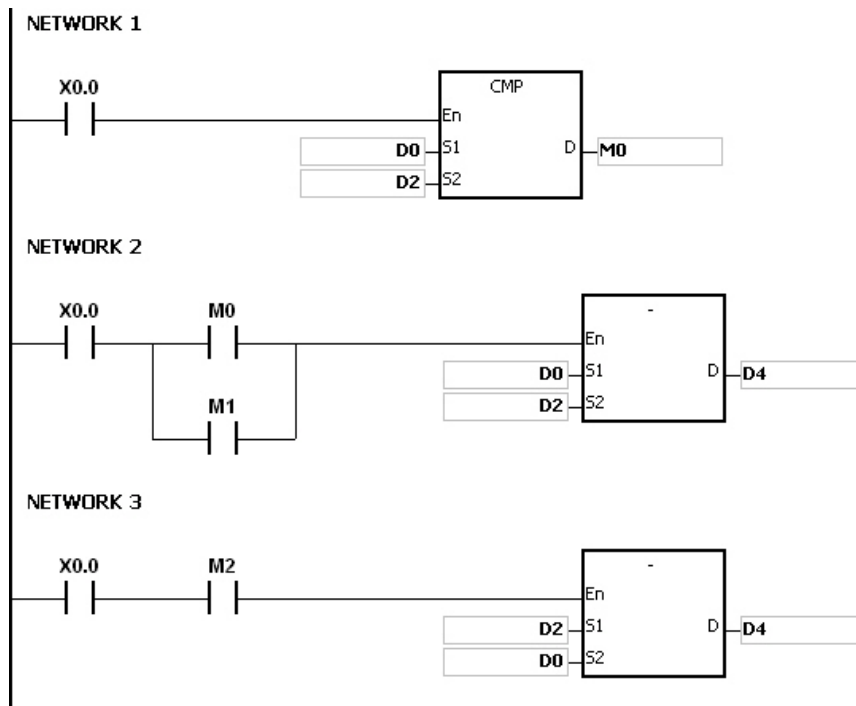 NETWORK 1
X0.0
CMP
En
D0 S1 D M0
D2 S2
NETWORK 2
X0.0 M0
-
En
D0 S1 D D4
D2 S2
M1
NETWORK 3
X0.0 M2
-
En
D2 S1 D D4
D0 S2